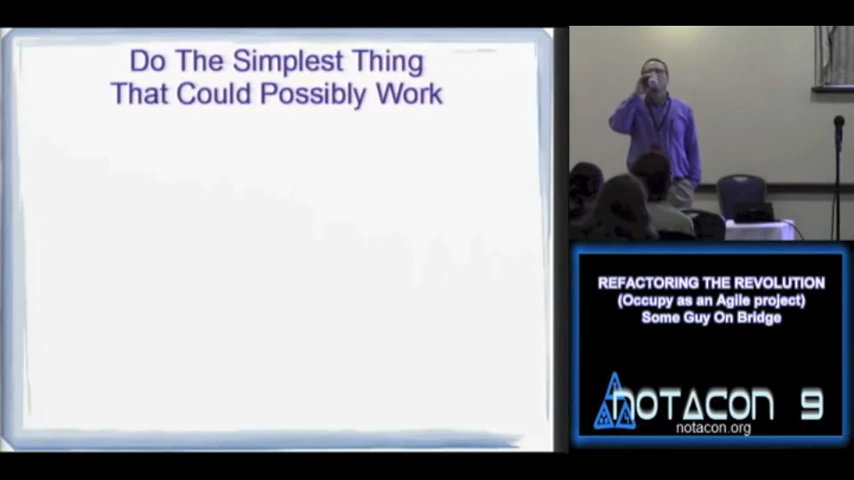 Do The Simplest Thing
That Could Possibly Work
REFACTORING THE REVOLUTION
(Occupy as an Agile project)
Some Guy On Bridge
NOTACON 9
notacon.org